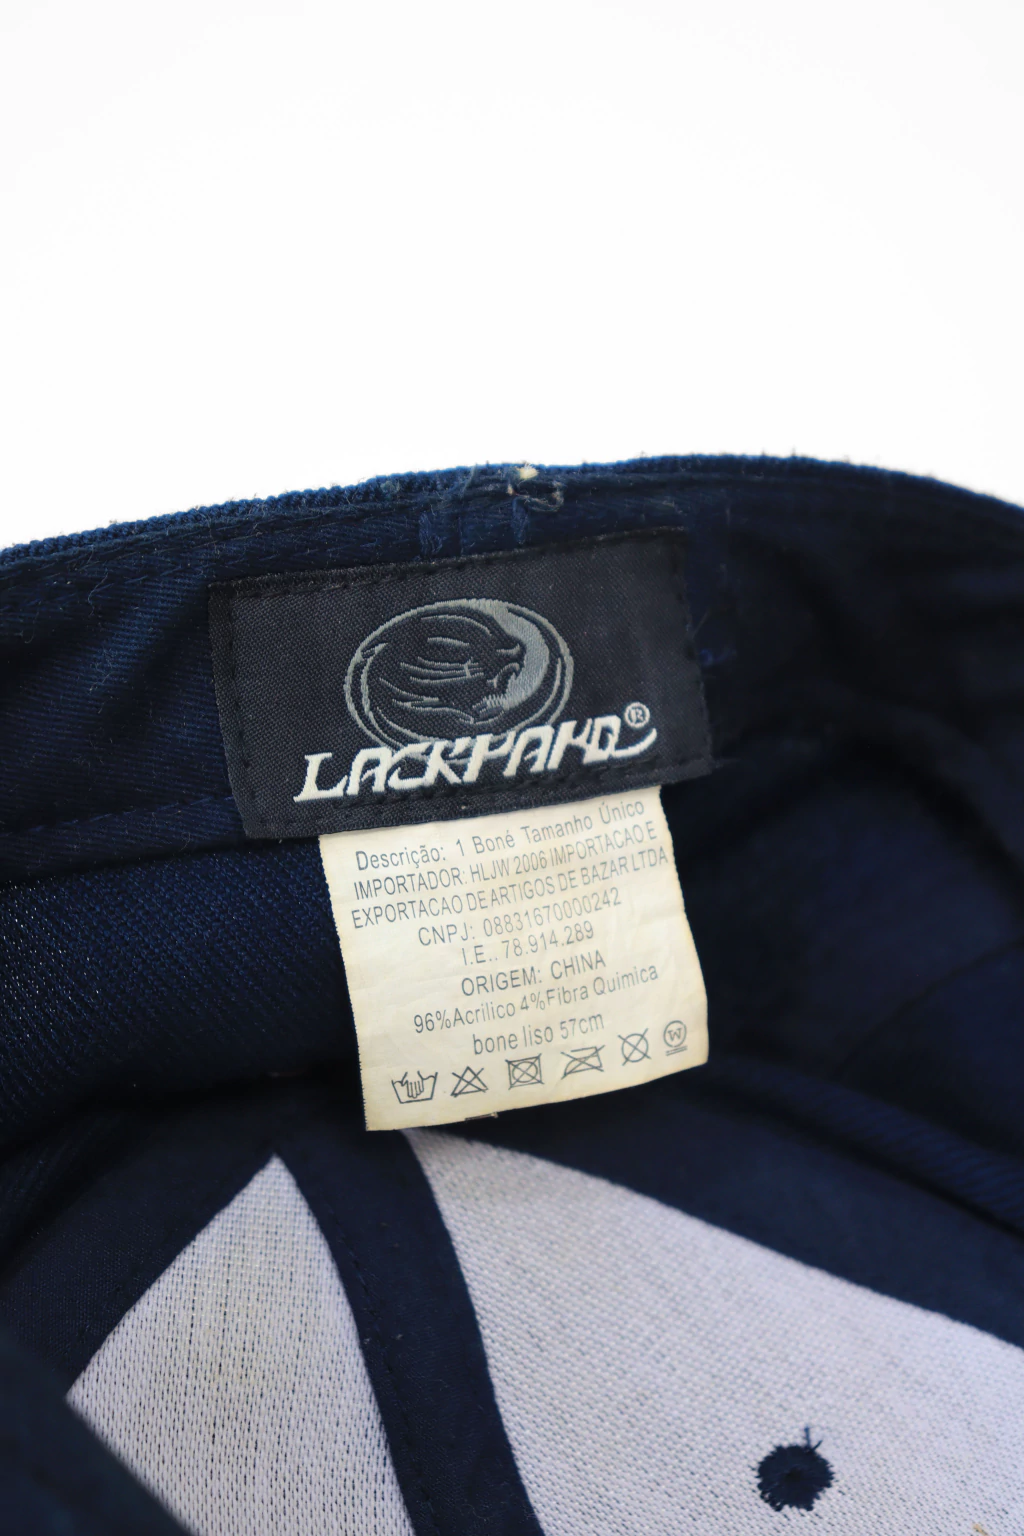 LACKPARD®
Descrição: 1 Boné Tamanho Único
IMPORTADOR: HLJW 2006 IMPORTACAO E
EXPORTACAO DE ARTIGOS DE BAZAR LTDA
CNPJ: 08831670000242
I.E.. 78.914.289
ORIGEM: CHINA
96%Acrilico 4%Fibra Quimica
bone liso 57cm
W